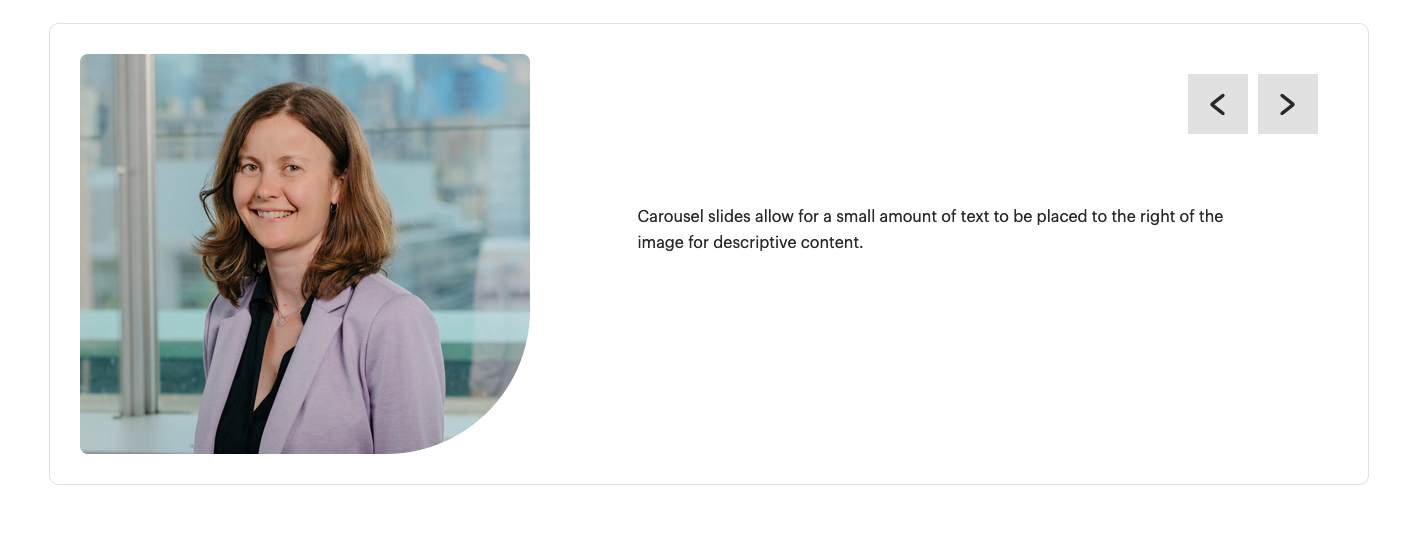 Carousel slides allow for a small amount of text to be placed to the right of the
image for descriptive content.